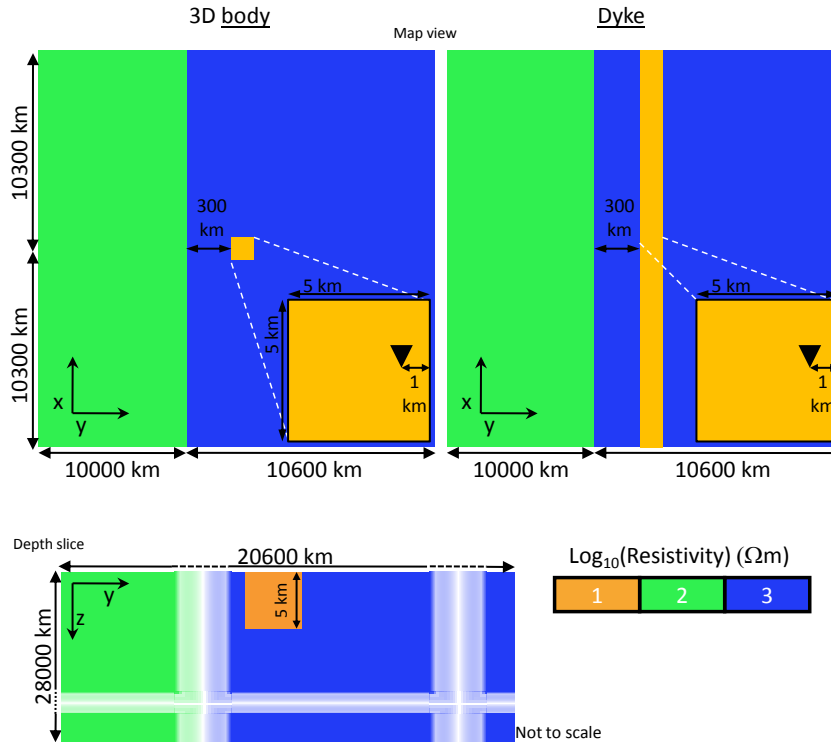 3D body
Dyke
Map view
10300 km
10300 km
300
km
5 km
5 km
1
km
x
y
10000 km
10600 km
300
km
5 km
1
km
x
y
10000 km
10600 km
Depth slice
20600 km
28000 km
y
z
5 km
Not to scale
Log10(Resistivity) (Ωm)
1
2
3